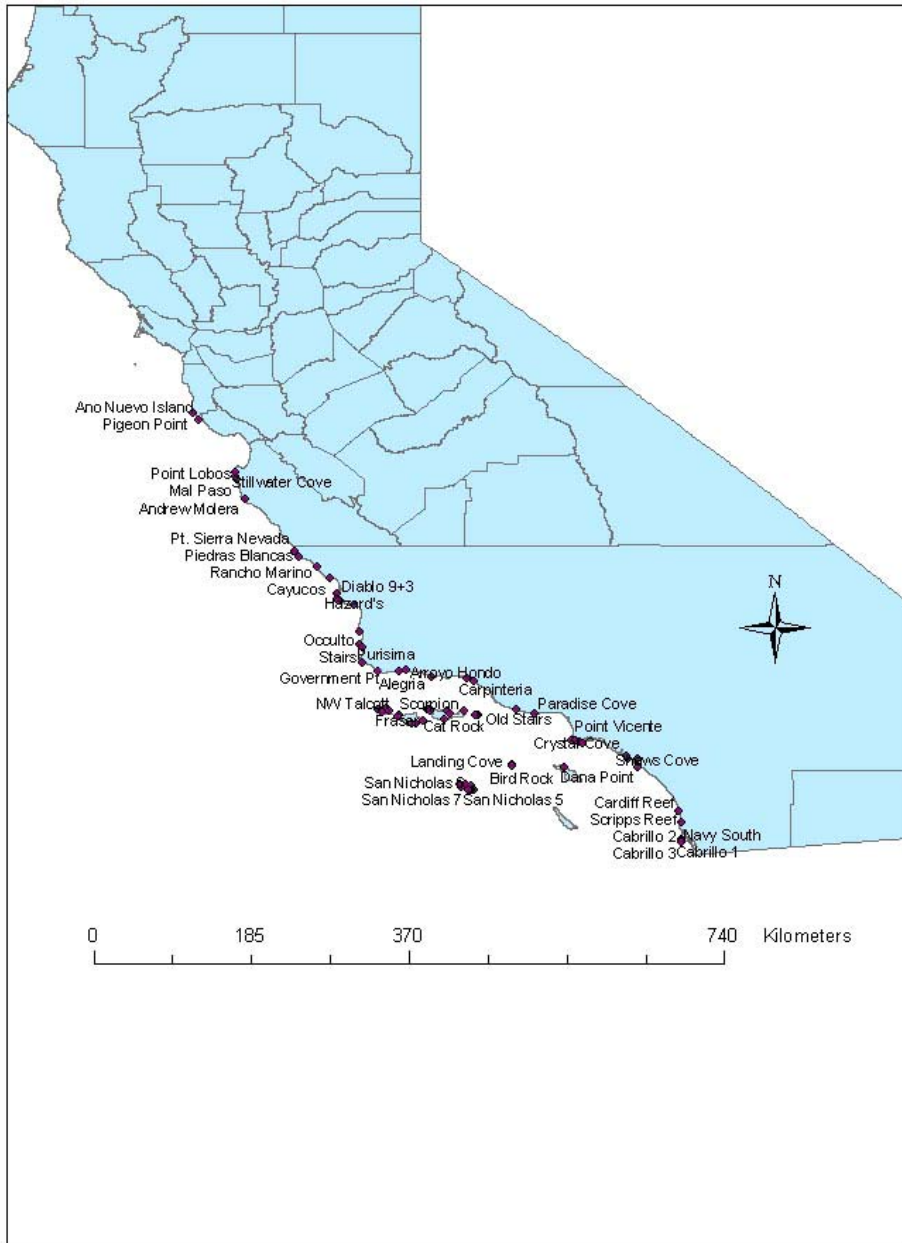 Ano Nuevo Island
Pigeon Point
Point Lobos
Stillwater Cove
Mal Paso
Andrew Molera
Pt. Sierra Nevada
Piedras Blancas
Rancho Marino
Diablo 9+3
Cayucos
Hazard's
N
Occulto
Purisima
Stairs
Arroyo Hondo
Government Pt
Alegria
Carpinteria
NW Talcott
Scorpion
Paradise Cove
Fraser
Cat Rock
Old Stairs
Point Vicente
Crystal Cove
Landing Cove
Shaws Cove
Bird Rock
Dana Point
San Nicholas 6
San Nicholas 7
San Nicholas 5
Cardiff Reef
Scripps Reef
Cabrillo 2
Navy South
Cabrillo 3
Cabrillo 1
0 185 370 740 Kilometers